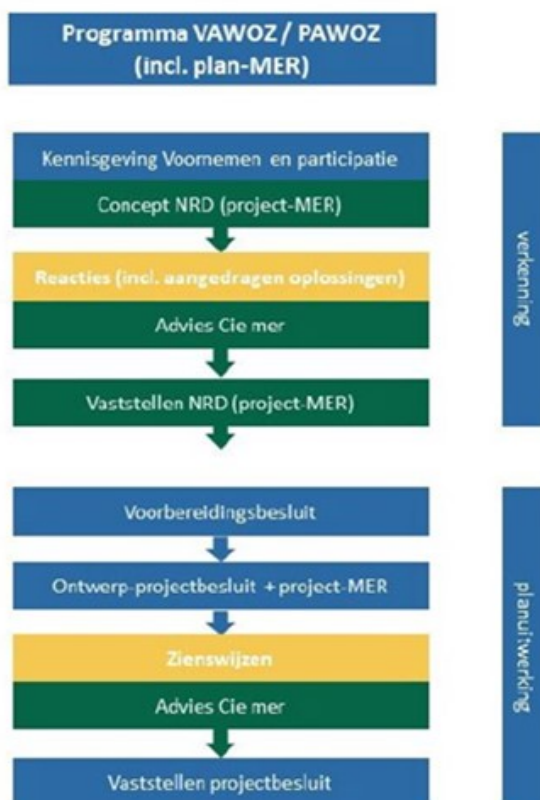 Programma VAWOZ / PAWOZ
(incl. plan-MER)
Kennisgeving Voornemen en participatie
Concept NRD (project-MER)
Reacties (incl. aangedragen oplossingen)
Advies Cie mer
Vaststellen NRD (project-MER)
verkenning
Voorbereidingsbesluit
Ontwerp-projectbesluit + project-MER
Zienswijzen
Advies Cie mer
Vaststellen projectbesluit
planuitwerking